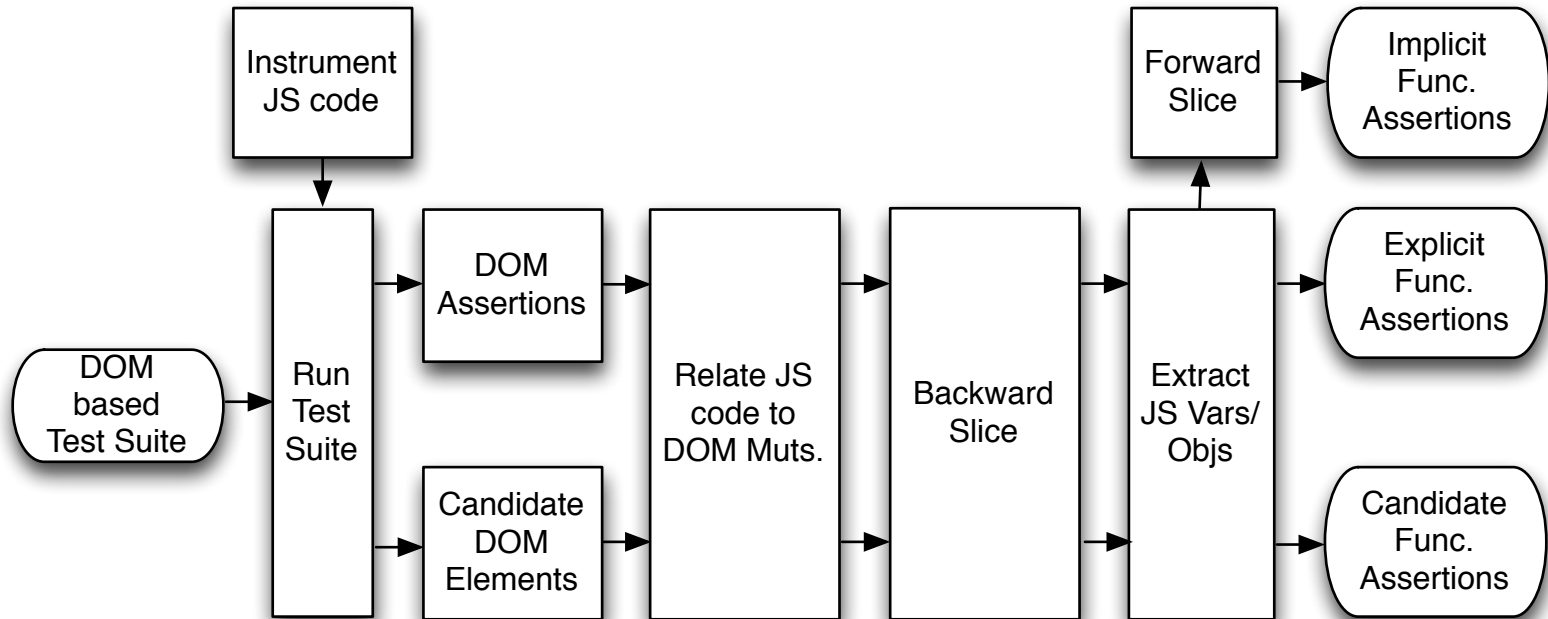 Instrument
JS code
Forward
Slice
Implicit
Func.
Assertions
DOM
based
Test Suite
Run
Test
Suite
DOM
Assertions
Candidate
DOM
Elements
Relate JS
code to
DOM Muts.
Backward
Slice
Extract
JS Vars/
Objs
Explicit
Func.
Assertions
Candidate
Func.
Assertions